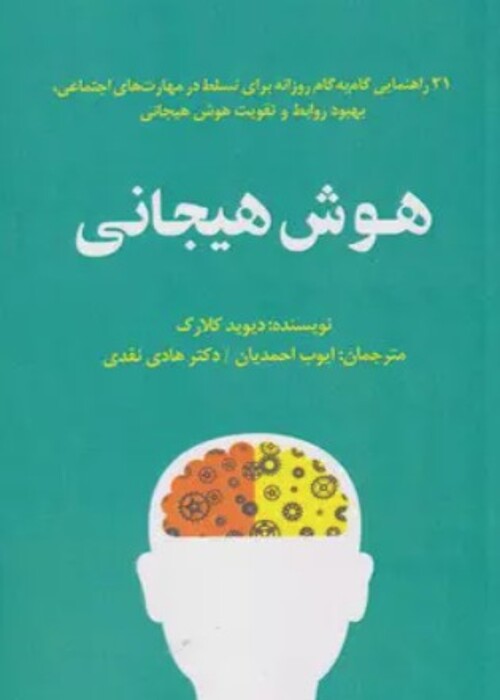 ۲۱ راهنمایی گام‌به‌گام روزانه برای تسلط در مهارت‌های اجتماعی،
بهبود روابط و تقویت هوش هیجانی
هوش هیجانی
نویسنده: دیوید کلارک
مترجمان: ایوب احمدیان / دکتر هادی نقدی